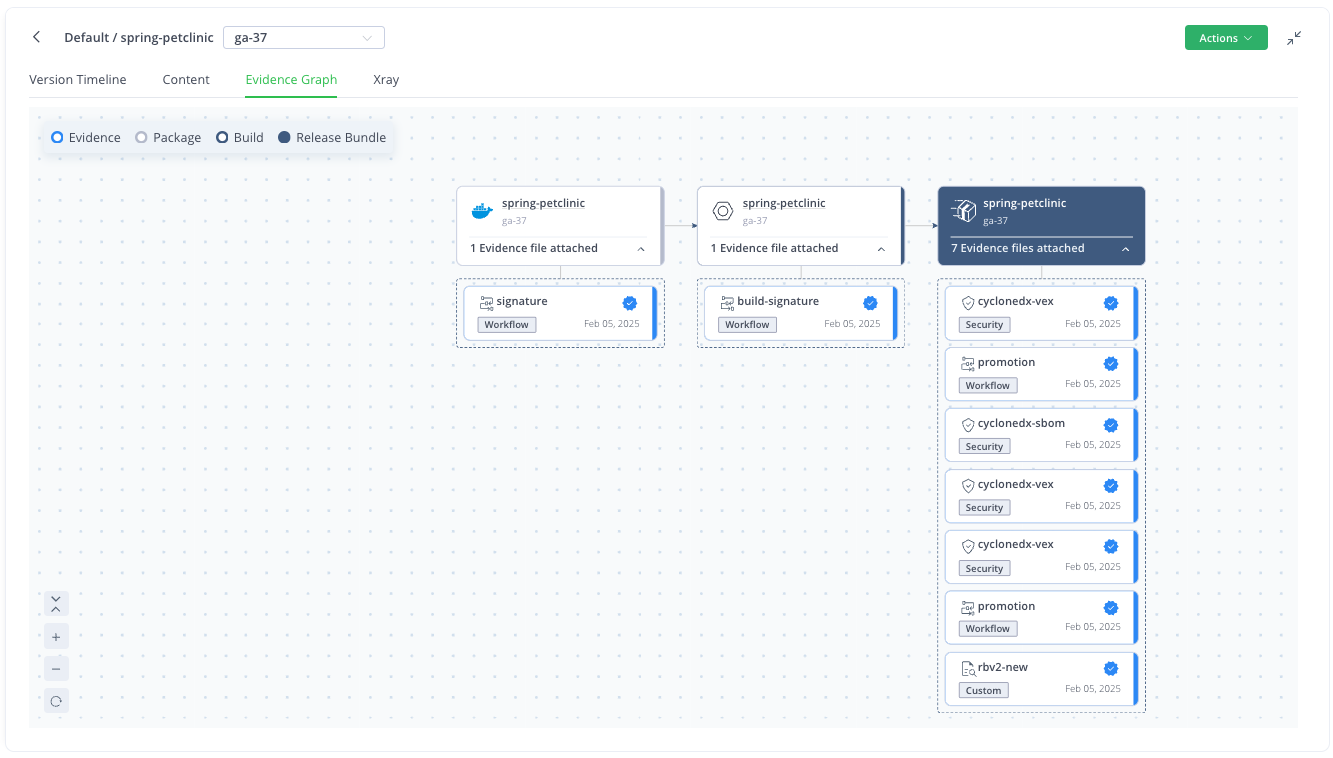 Default / spring-petclinic
ga-37
Actions
Version Timeline
Content
Evidence Graph
Xray
Evidence
Package
Build
Release Bundle
spring-petclinic
ga-37
1 Evidence file attached
signature
Workflow
Feb 05, 2025
spring-petclinic
ga-37
1 Evidence file attached
build-signature
Workflow
Feb 05, 2025
spring-petclinic
ga-37
7 Evidence files attached
cyclonedx-vex
Security
Feb 05, 2025
promotion
Workflow
Feb 05, 2025
cyclonedx-sbom
Security
Feb 05, 2025
cyclonedx-vex
Security
Feb 05, 2025
cyclonedx-vex
Security
Feb 05, 2025
promotion
Workflow
Feb 05, 2025
rbv2-new
Custom
Feb 05, 2025